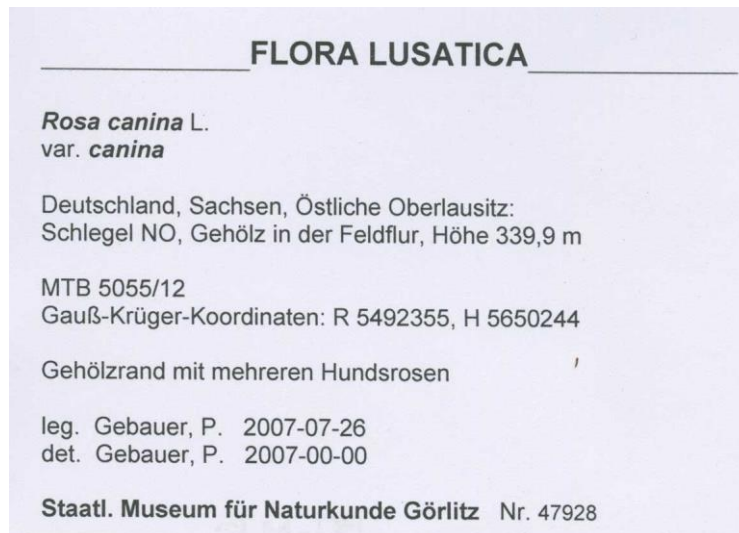 FLORA LUSATICA
Rosa canina L.
var. canina
Deutschland, Sachsen, Östliche Oberlausitz:
Schlegel NO, Gehölz in der Feldflur, Höhe 339,9 m
MTB 5055/12
Gauß-Krüger-Koordinaten: R 5492355, H 5650244
Gehölzrand mit mehreren Hundsrosen
leg. Gebauer, P. 2007-07-26
det. Gebauer, P. 2007-00-00
Staatl. Museum für Naturkunde Görlitz Nr. 47928